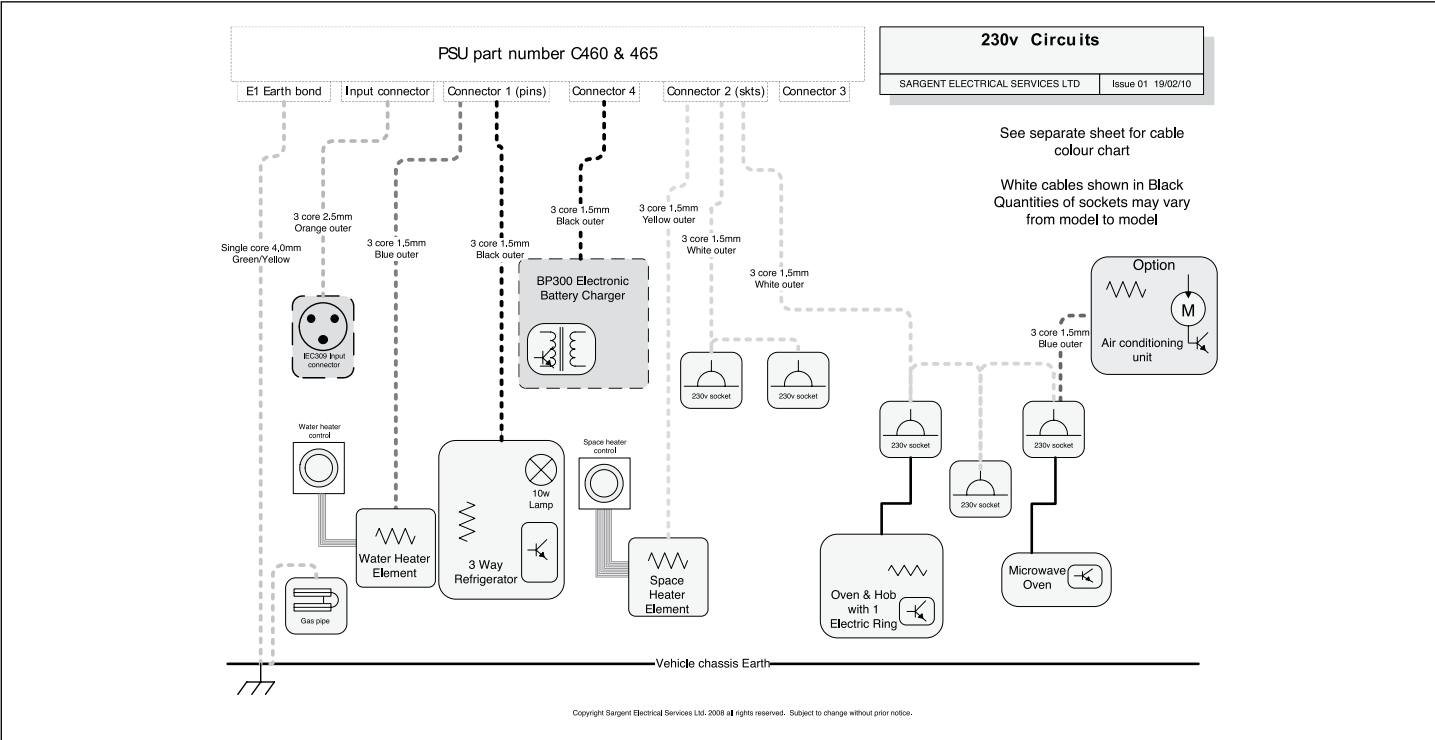 PSU part number C460 & 465
230v Circuits
SARGENT ELECTRICAL SERVICES LTD
Issue 01 19/02/10
E1 Earth bond
Input connector
Connector 1 (pins)
Connector 4
Connector 2 (skts)
Connector 3
See separate sheet for cable
colour chart
White cables shown in Black
Quantities of sockets may vary
from model to model
3 core 2.5mm
Orange outer
Single core 4,0mm
Green/Yellow
3 core 1,5mm
Blue outer
3 core 1.5mm
Black outer
3 core 1.5mm
Black outer
3 core 1,5mm
Yellow outer
3 core 1.5mm
White outer
3 core 1,5mm
White outer
IEC309 Input
connector
BP300 Electronic
Battery Charger
Option
M
Air conditioning
unit
3 core 1.5mm
Blue outer
230v socket
230v socket
230v socket
230v socket
230v socket
Water heater
control
Space heater
control
10w
Lamp
3 Way
Refrigerator
Water Heater
Element
Space
Heater
Element
Oven & Hob
with 1
Electric Ring
Microwave
Oven
Gas pipe
Vehicle chassis Earth
Copyright Sargent Electrical Services Ltd. 2008 all rights reserved. Subject to change without prior notice.